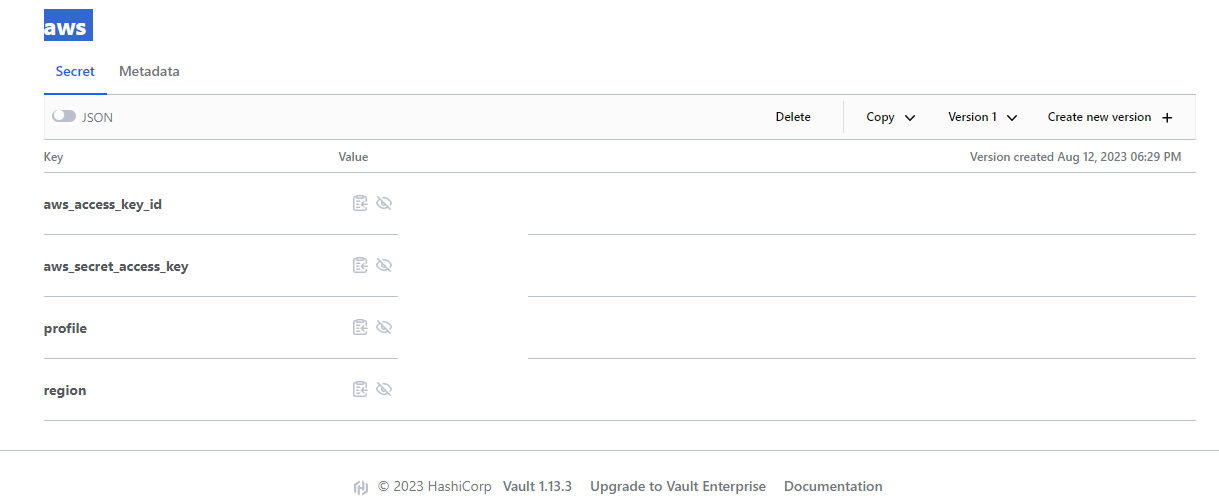 aws
Secret Metadata
JSON Delete Copy Version 1 Create new version +
Key Value Version created Aug 12, 2023 06:29 PM
aws_access_key_id
aws_secret_access_key
profile
region
© 2023 HashiCorp Vault 1.13.3 Upgrade to Vault Enterprise Documentation